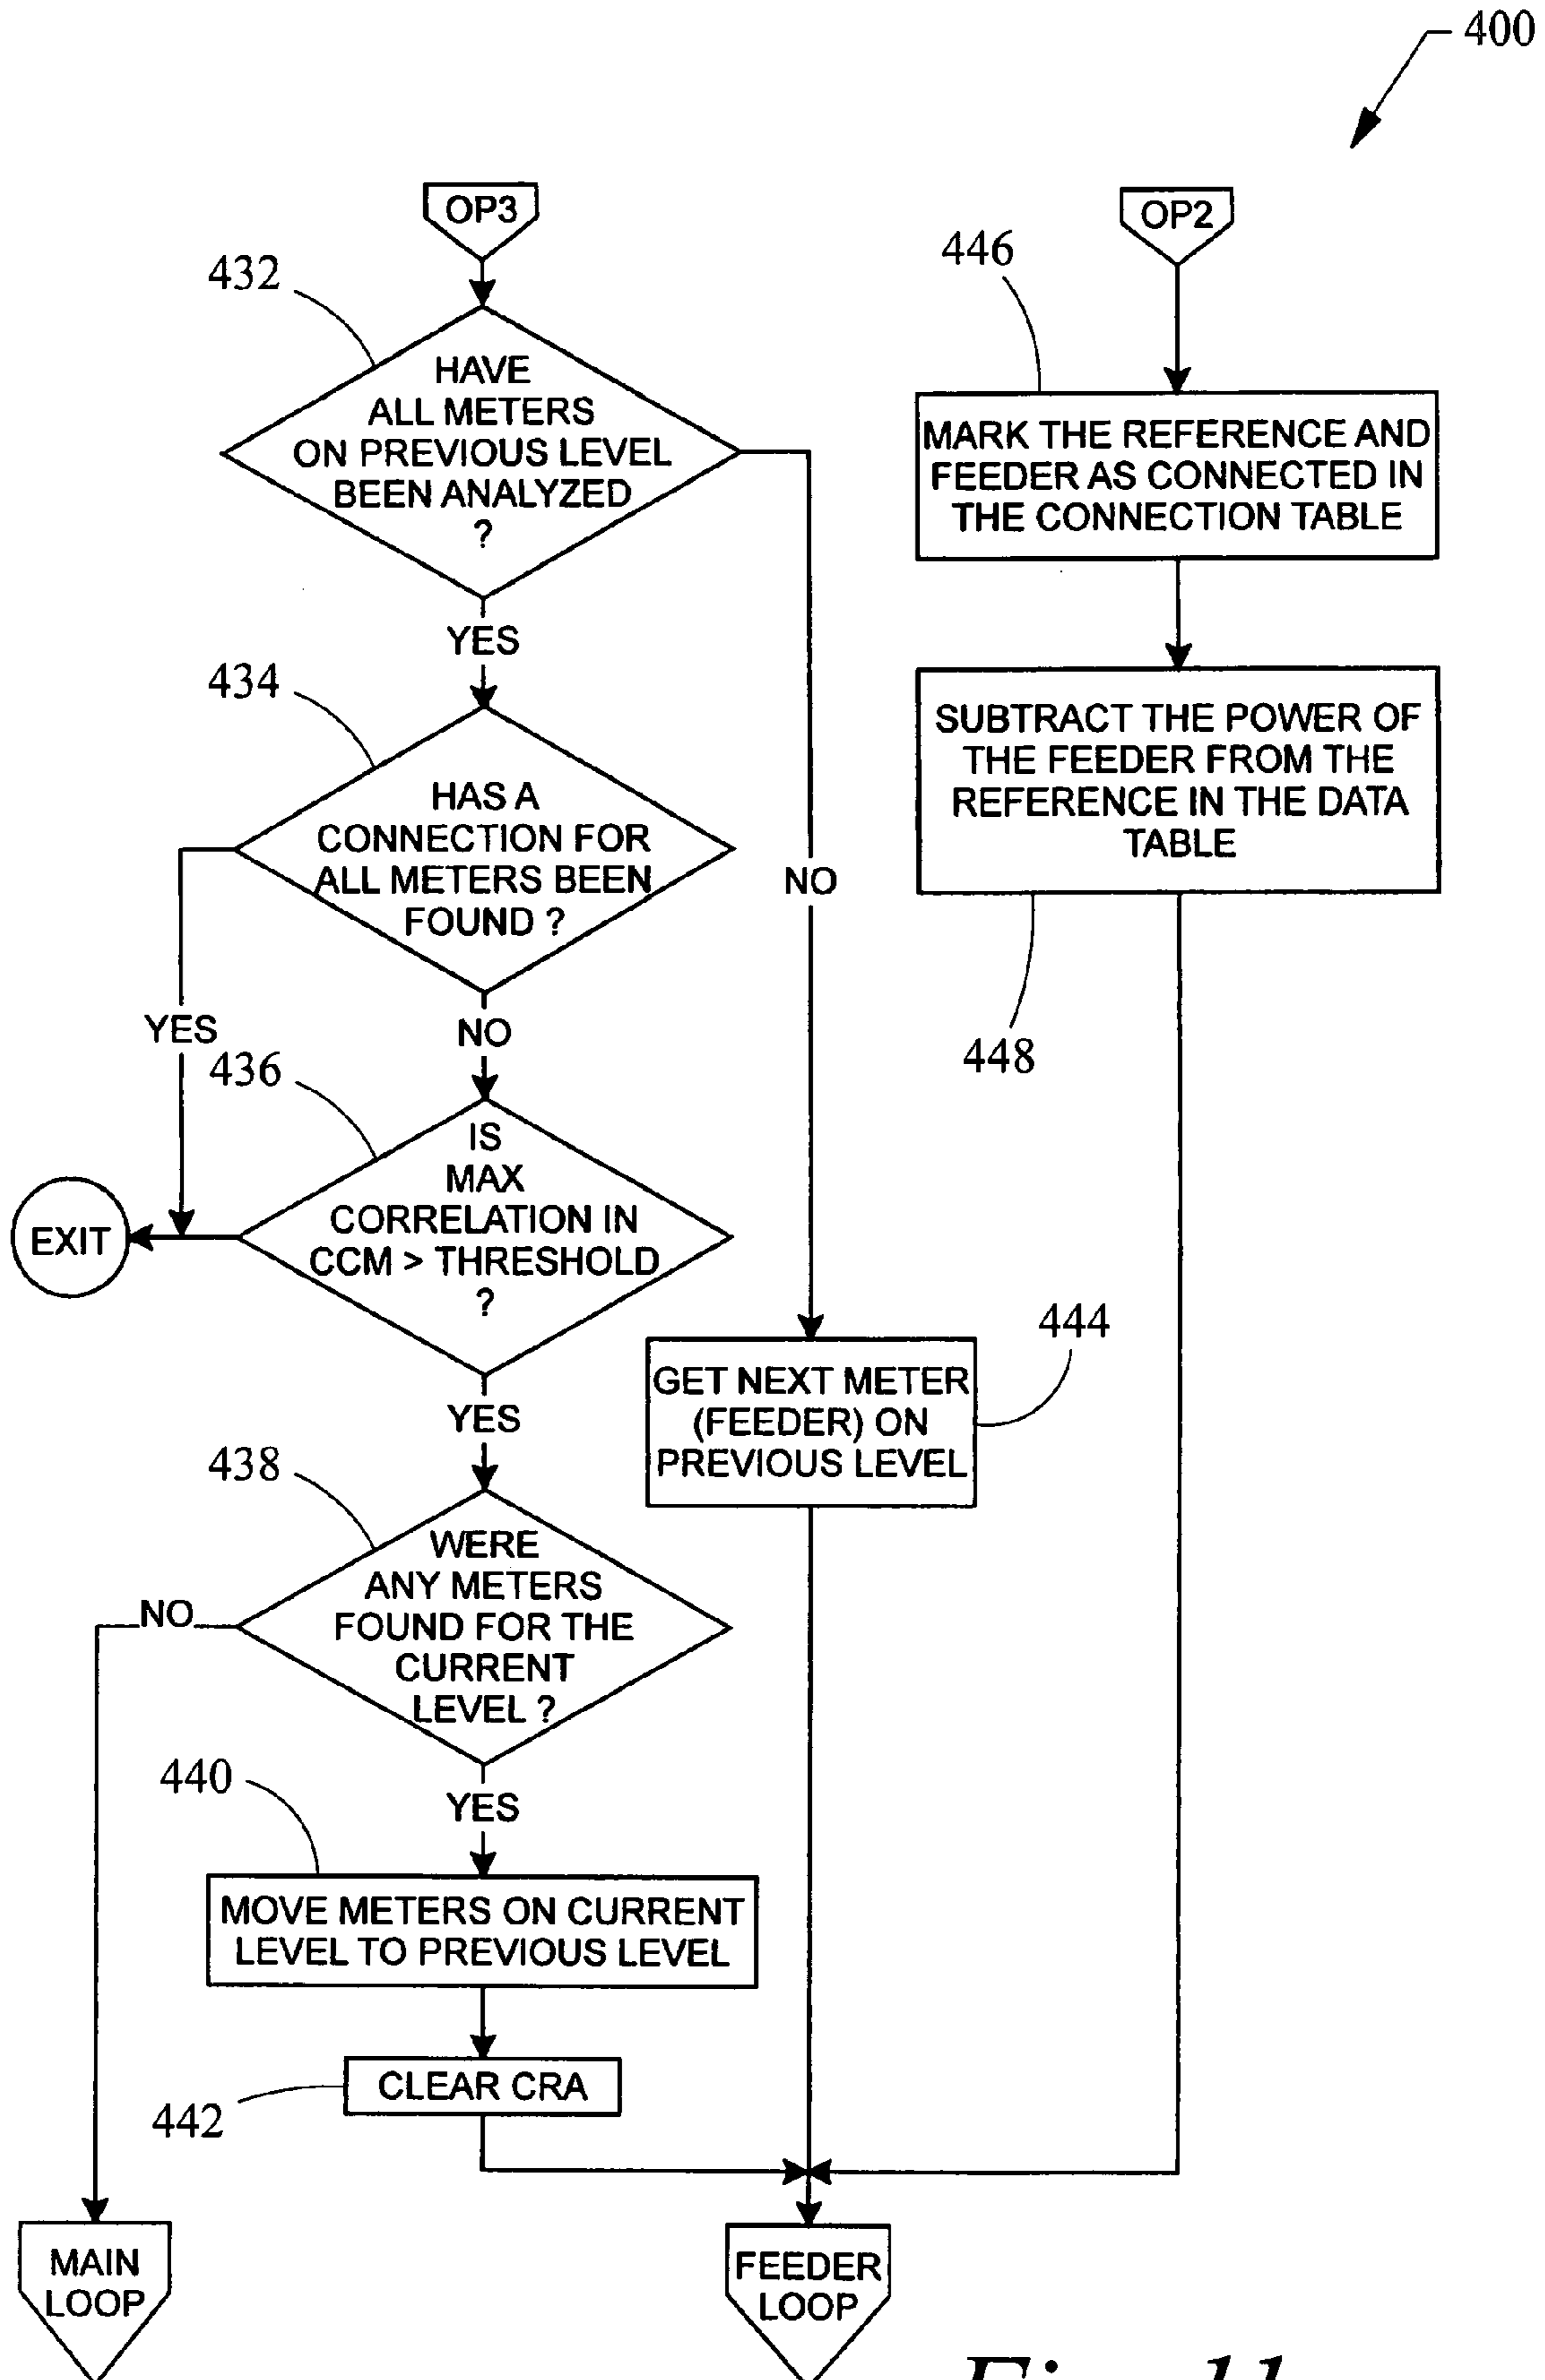 400
OP3
OP2
432
446
HAVE
ALL METERS
ON PREVIOUS LEVEL
BEEN ANALYZED
?
MARK THE REFERENCE AND
FEEDER AS CONNECTED IN
THE CONNECTION TABLE
YES
434
SUBTRACT THE POWER OF
THE FEEDER FROM THE
REFERENCE IN THE DATA
TABLE
HAS A
CONNECTION FOR
ALL METERS BEEN
FOUND ?
NO
YES
NO
448
436
IS
MAX
CORRELATION IN
CCM > THRESHOLD
?
EXIT
444
GET NEXT METER
(FEEDER) ON
PREVIOUS LEVEL
YES
438
WERE
ANY METERS
FOUND FOR THE
CURRENT
LEVEL ?
NO
440
YES
MOVE METERS ON CURRENT
LEVEL TO PREVIOUS LEVEL
CLEAR CRA
442
MAIN
LOOP
FEEDER
LOOP